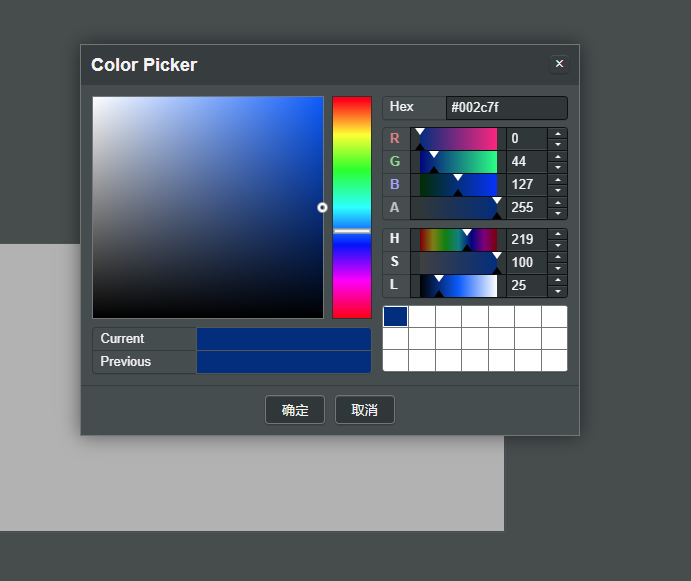 Color Picker ×
Hex #002c7f
R 0
G 44
B 127
A 255
H 219
S 100
L 25
Current
Previous
确定 取消